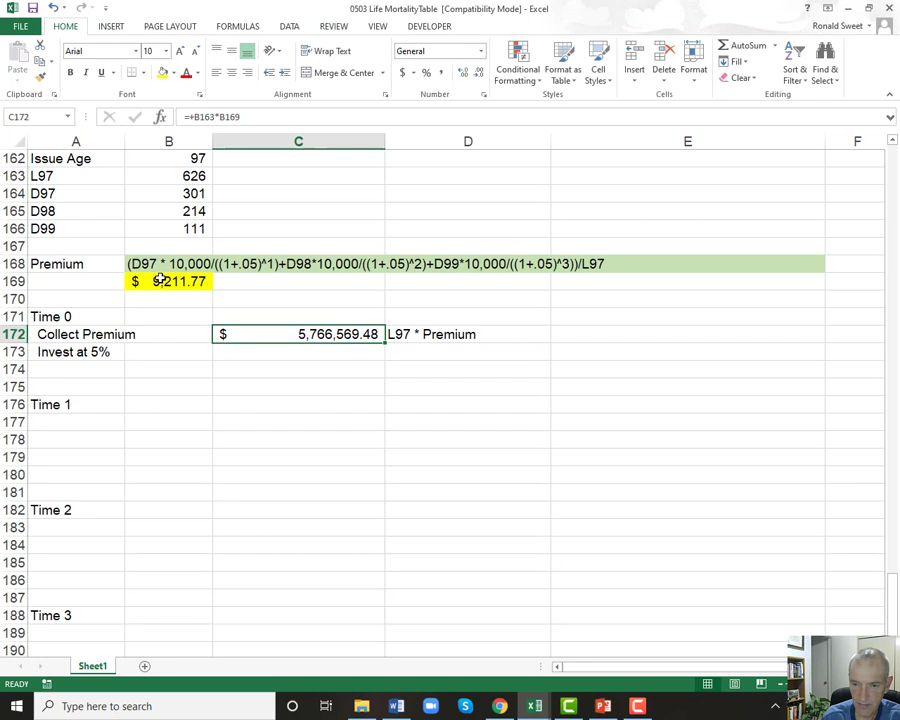 0503 Life MortalityTable [Compatibility Mode] - Excel
FILE HOME INSERT PAGE LAYOUT FORMULAS DATA REVIEW VIEW DEVELOPER Ronald Sweet
Paste Arial 10 Wrap Text General AutoSum
B I U Merge & Center $ % , Conditional Formatting Format as Table Cell Styles Insert Delete Format Fill Clear Sort & Filter Find & Select
Clipboard Font Alignment Number Styles Cells Editing
C172 fx =+B163*B169
A B C D E F
162 Issue Age 97
163 L97 626
164 D97 301
165 D98 214
166 D99 111
167
168 Premium (D97 * 10,000/((1+.05)^1)+D98*10,000/((1+.05)^2)+D99*10,000/((1+.05)^3))/L97
169 $ 9,211.77
170
171 Time 0
172 Collect Premium $ 5,766,569.48 L97 * Premium
173 Invest at 5%
174
175
176 Time 1
177
178
179
180
181
182 Time 2
183
184
185
186
187
188 Time 3
189
190
Sheet1
READY
Type here to search